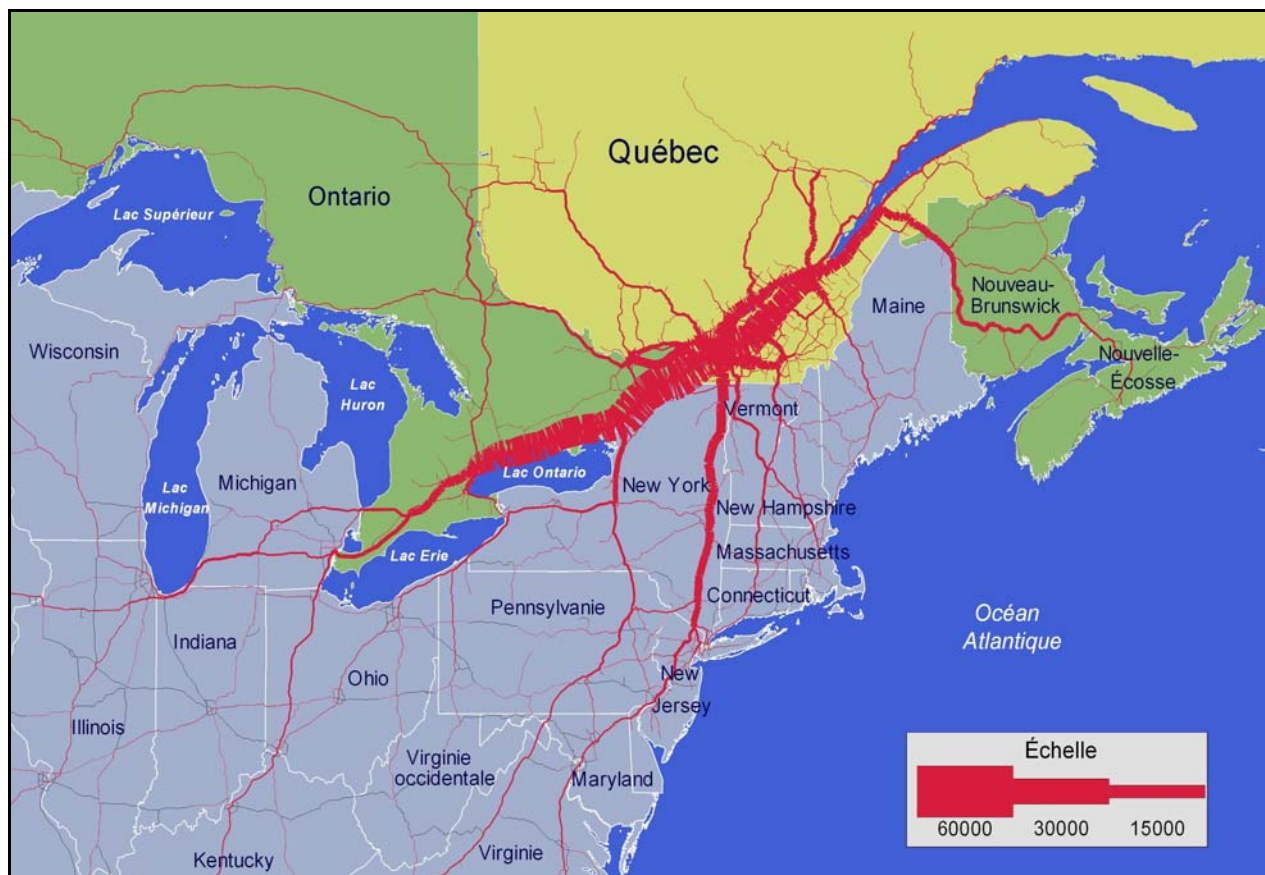 Québec
Ontario
Lac Supérieur
Nouveau-
Brunswick
Maine
Wisconsin
Nouvelle-
Écosse
Lac
Huron
Vermont
Lac Ontario
Michigan
New York
Lac
Michigan
New Hampshire
Lac Erie
Massachusetts
Connecticut
Pennsylvanie
Océan
Atlantique
Indiana
Ohio
New
Jersey
Illinois
Virginie
occidentale
Maryland
Kentucky
Virginie
Échelle
60000 30000 15000